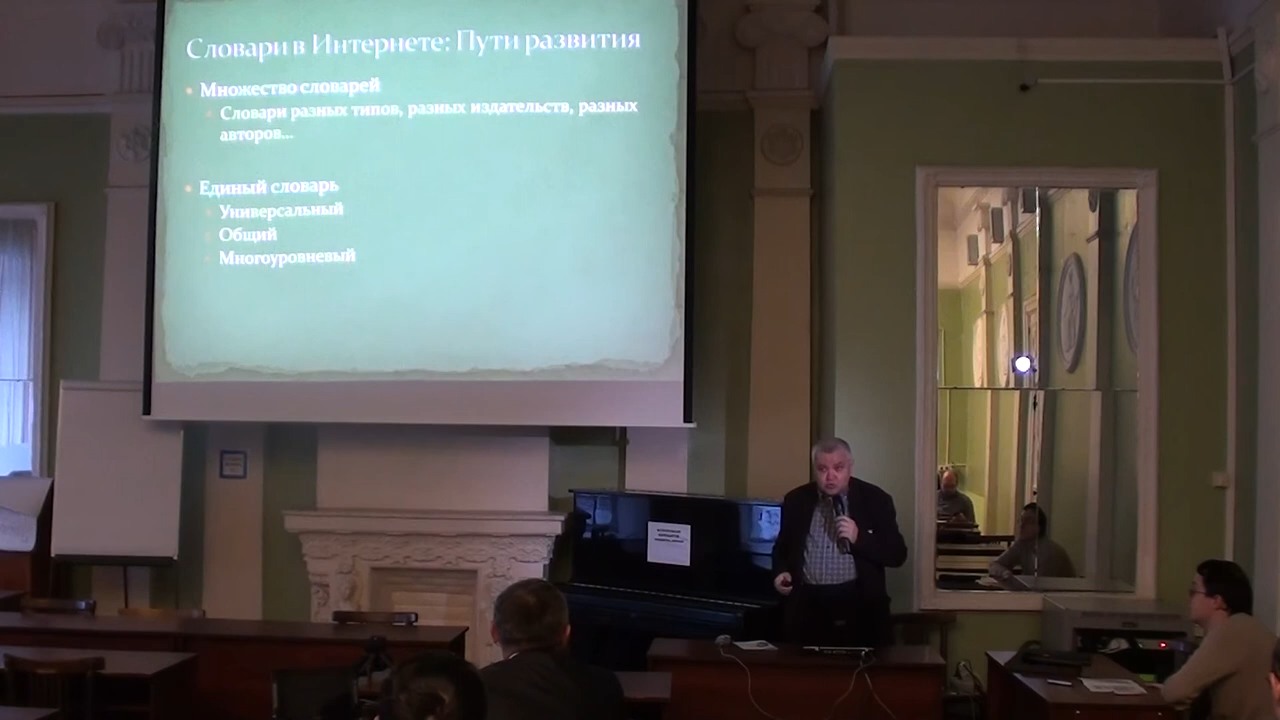 Словари в Интернете: Пути развития
Множество словарей
Словари разных типов, разных издательств, разных
авторов...
Единый словарь
Универсальный
Общий
Многоуровневый